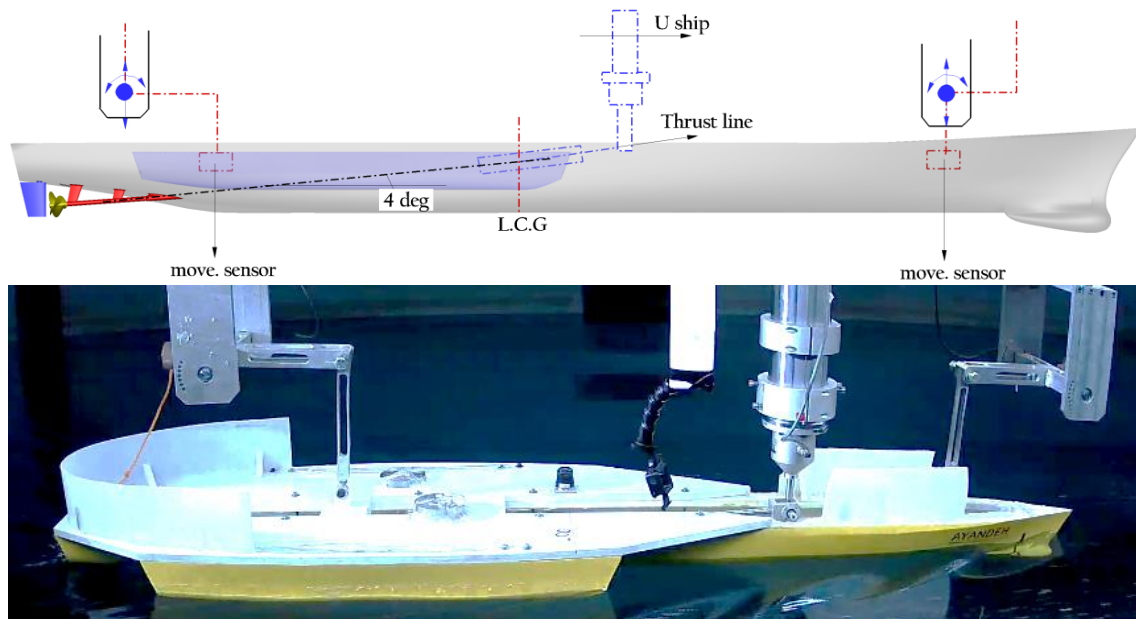 U ship
Thrust line
4 deg
L.C.G
move. sensor
move. sensor
AYANDEH